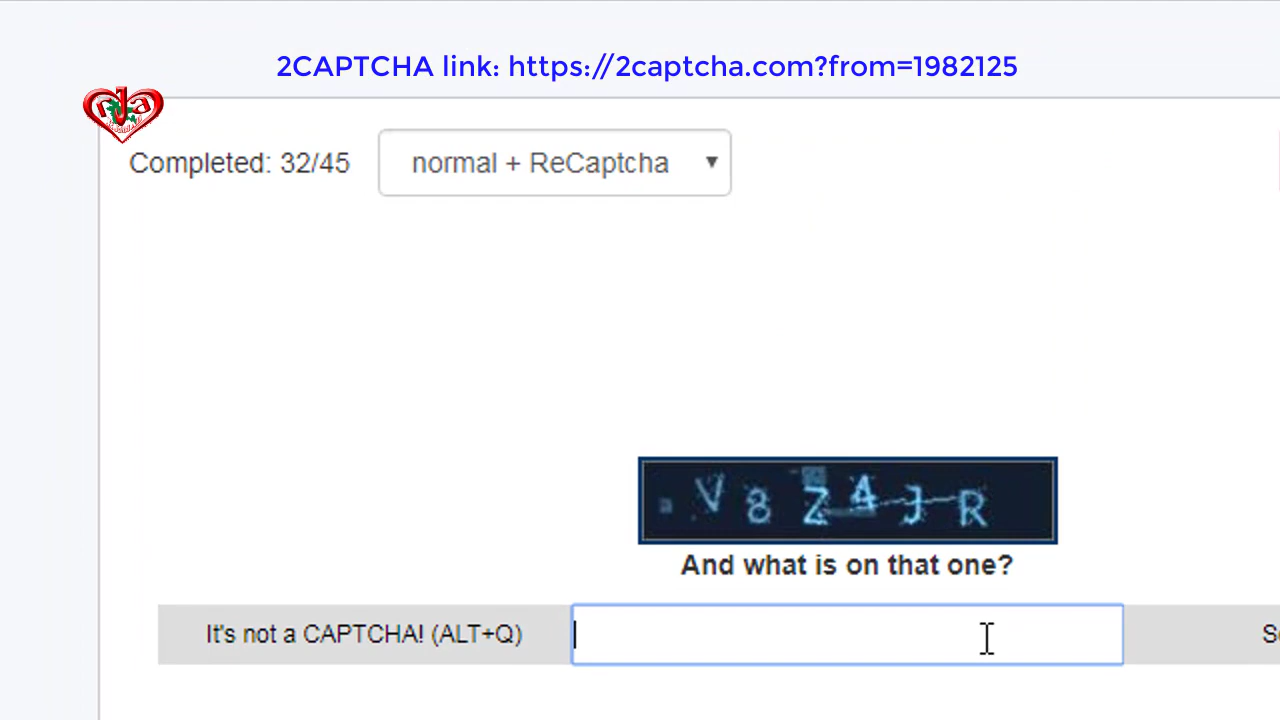 2CAPTCHA link: https://2captcha.com?from=1982125
Completed: 32/45
normal + ReCaptcha
V8Z4JR
And what is on that one?
It's not a CAPTCHA! (ALT+Q)